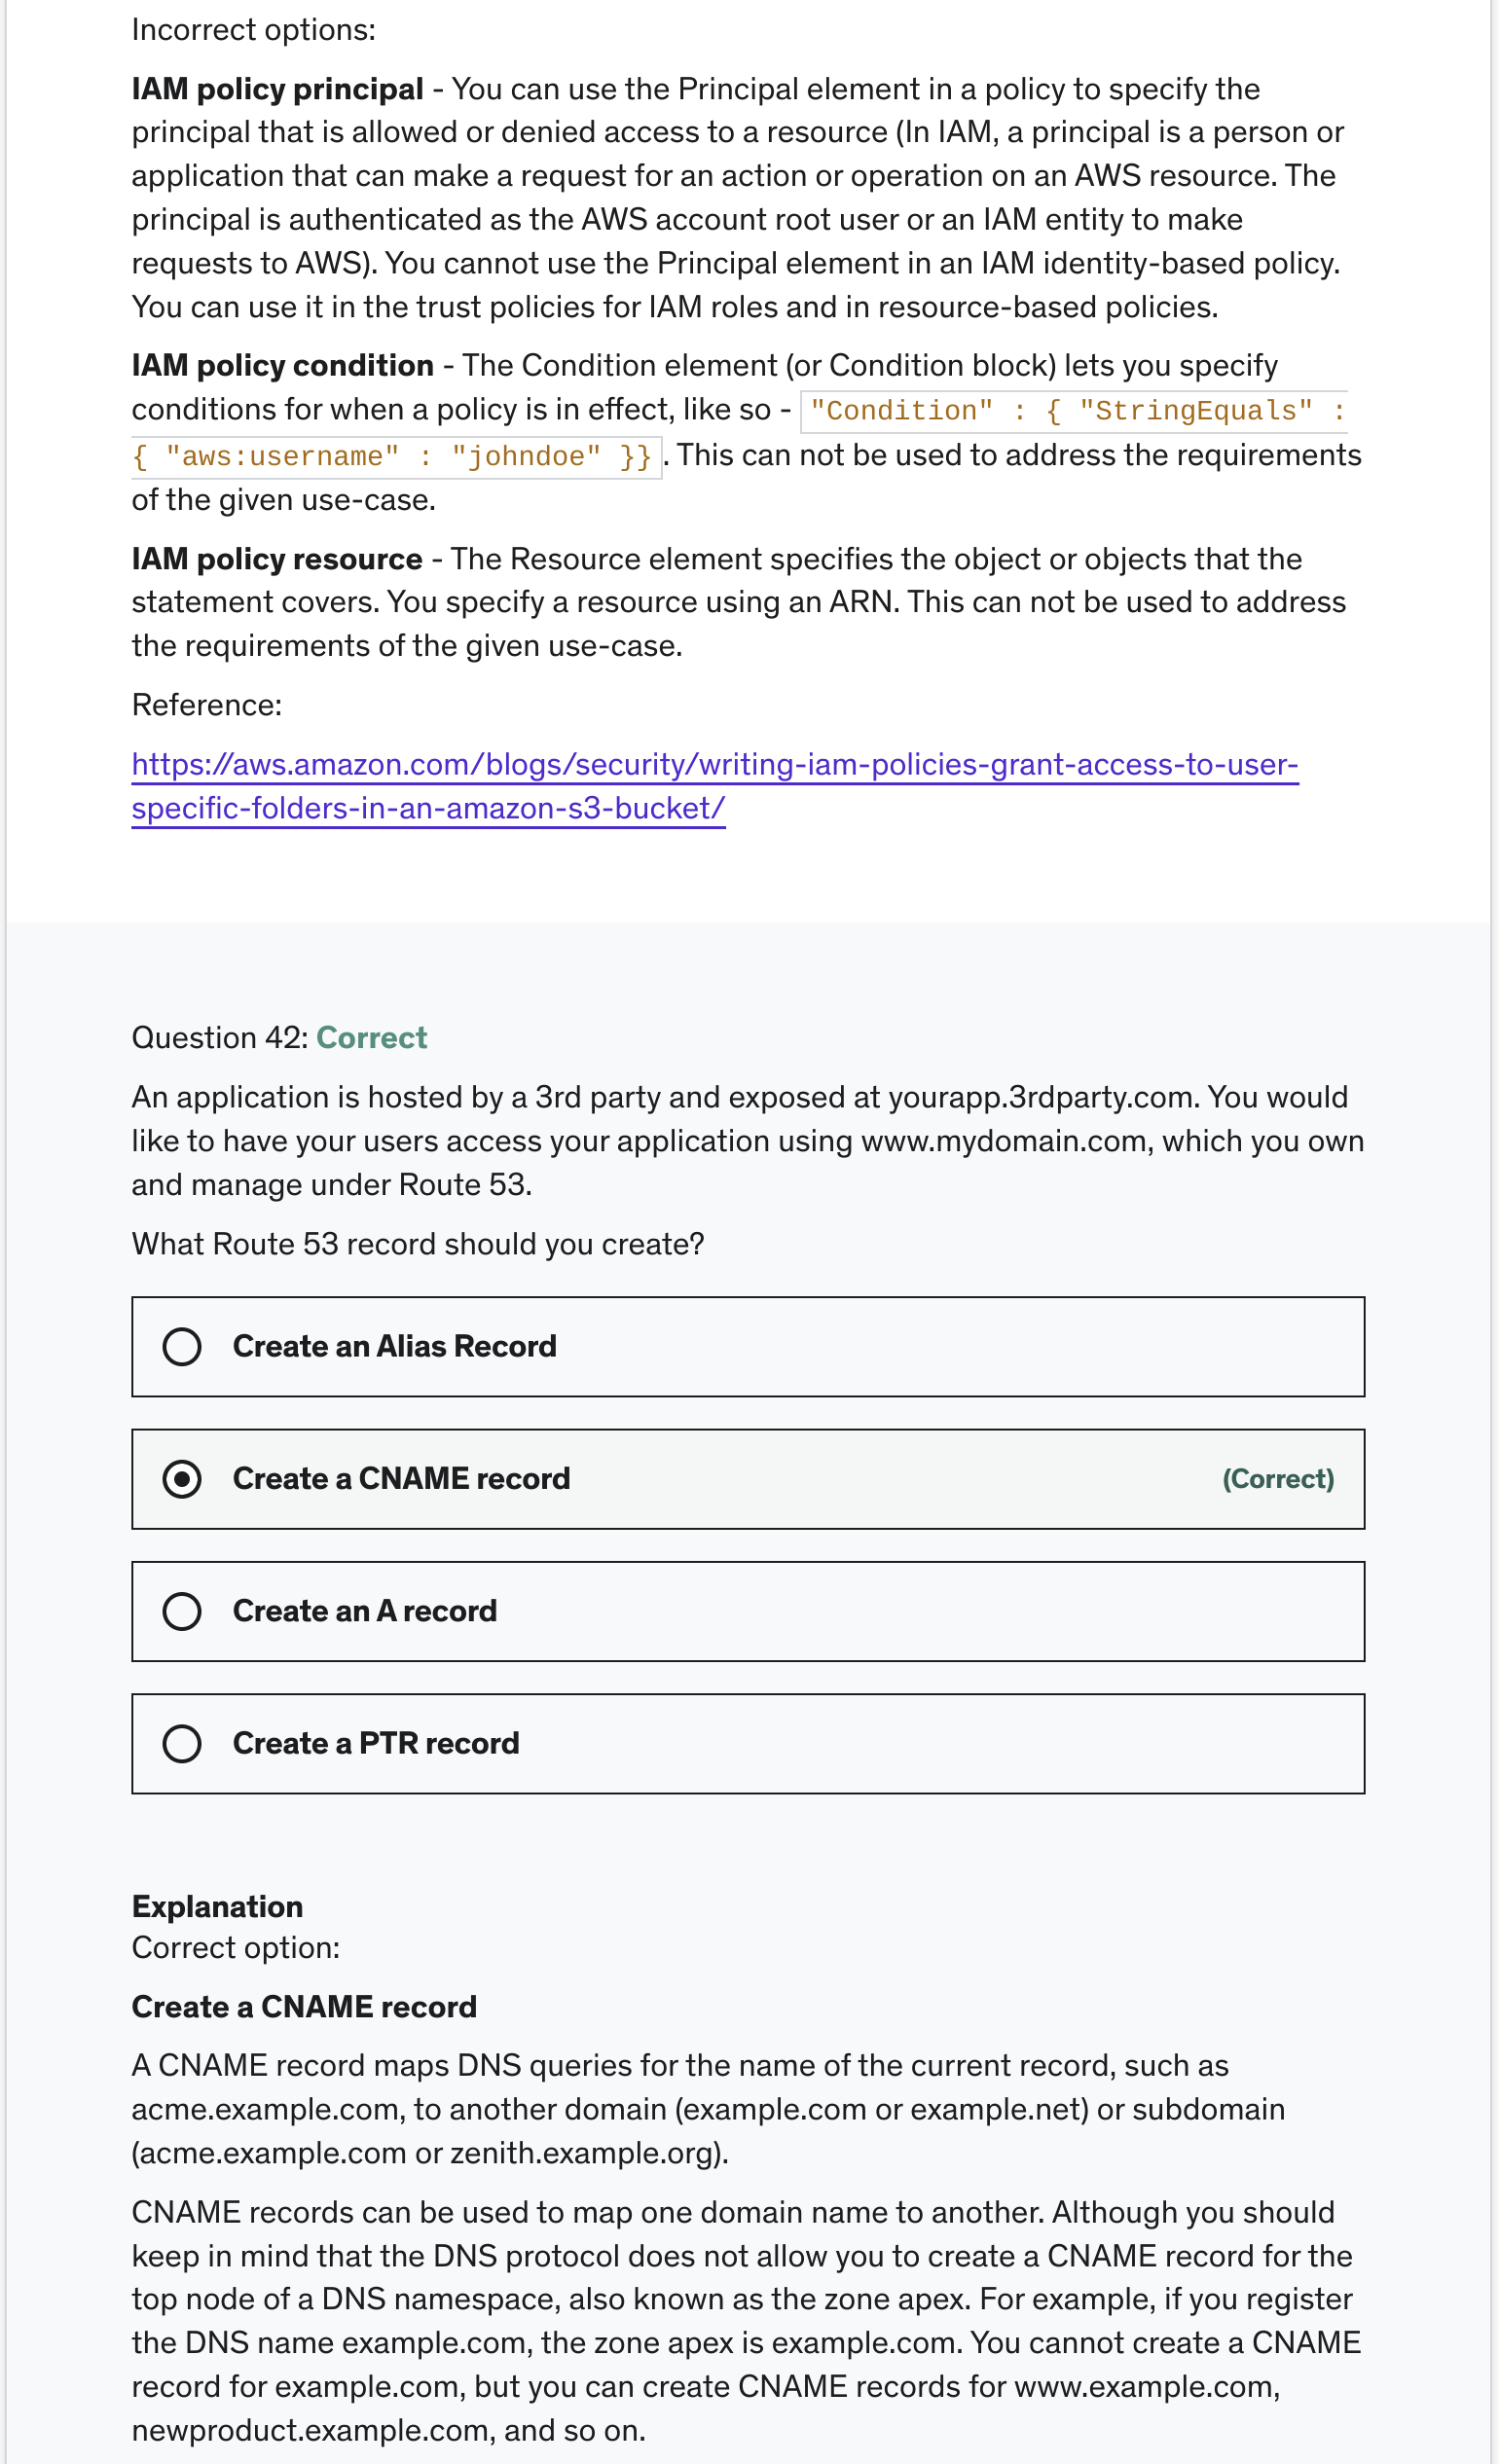 Incorrect options:
IAM policy principal - You can use the Principal element in a policy to specify the
principal that is allowed or denied access to a resource (In IAM, a principal is a person or
application that can make a request for an action or operation on an AWS resource. The
principal is authenticated as the AWS account root user or an IAM entity to make
requests to AWS). You cannot use the Principal element in an IAM identity-based policy.
You can use it in the trust policies for IAM roles and in resource-based policies.
IAM policy condition - The Condition element (or Condition block) lets you specify
conditions for when a policy is in effect, like so - "Condition" : { "StringEquals" :
{ "aws:username" : "johndoe" }} . This can not be used to address the requirements
of the given use-case.
IAM policy resource - The Resource element specifies the object or objects that the
statement covers. You specify a resource using an ARN. This can not be used to address
the requirements of the given use-case.
Reference:
https://aws.amazon.com/blogs/security/writing-iam-policies-grant-access-to-user-
specific-folders-in-an-amazon-s3-bucket/
Question 42: Correct
An application is hosted by a 3rd party and exposed at yourapp.3rdparty.com. You would
like to have your users access your application using www.mydomain.com, which you own
and manage under Route 53.
What Route 53 record should you create?
Create an Alias Record
Create a CNAME record (Correct)
Create an A record
Create a PTR record
Explanation
Correct option:
Create a CNAME record
A CNAME record maps DNS queries for the name of the current record, such as
acme.example.com, to another domain (example.com or example.net) or subdomain
(acme.example.com or zenith.example.org).
CNAME records can be used to map one domain name to another. Although you should
keep in mind that the DNS protocol does not allow you to create a CNAME record for the
top node of a DNS namespace, also known as the zone apex. For example, if you register
the DNS name example.com, the zone apex is example.com. You cannot create a CNAME
record for example.com, but you can create CNAME records for www.example.com,
newproduct.example.com, and so on.